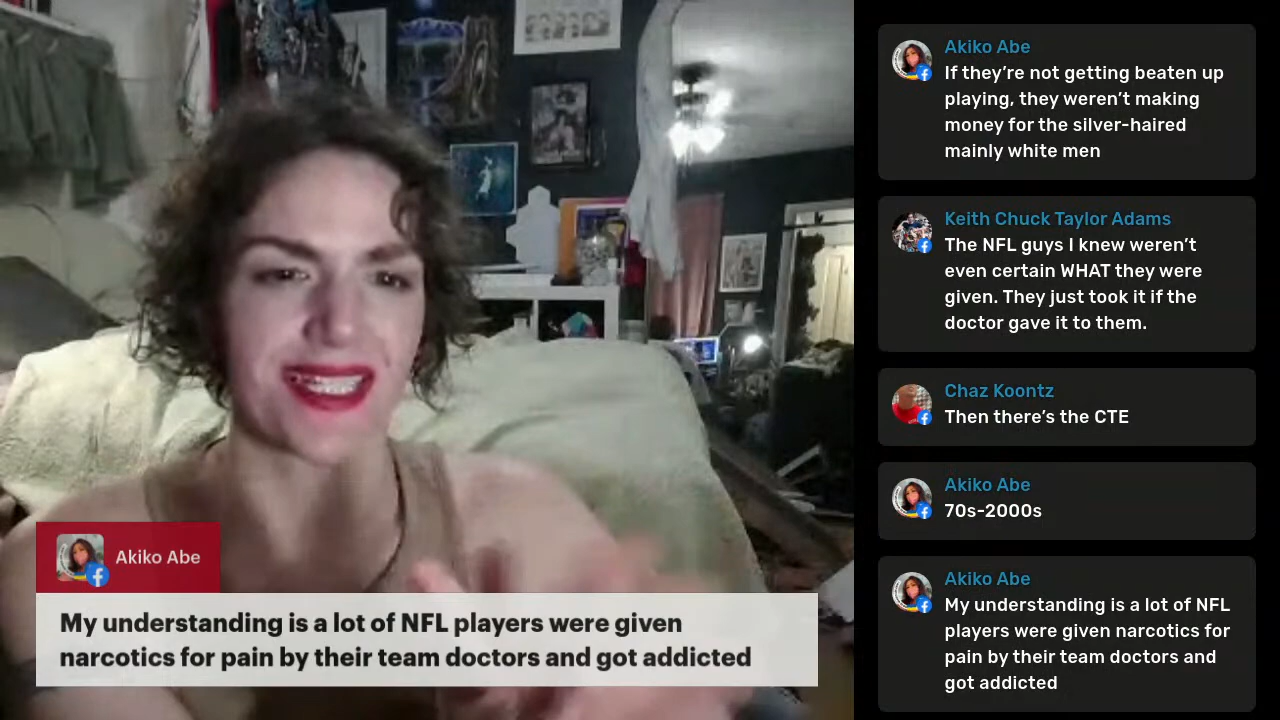 Akiko Abe
If they're not getting beaten up
playing, they weren't making
money for the silver-haired
mainly white men
Keith Chuck Taylor Adams
The NFL guys I knew weren't
even certain WHAT they were
given. They just took it if the
doctor gave it to them.
Chaz Koontz
Then there's the CTE
Akiko Abe
70s-2000s
Akiko Abe
My understanding is a lot of NFL
players were given narcotics for
pain by their team doctors and
got addicted
Akiko Abe
My understanding is a lot of NFL players were given
narcotics for pain by their team doctors and got addicted